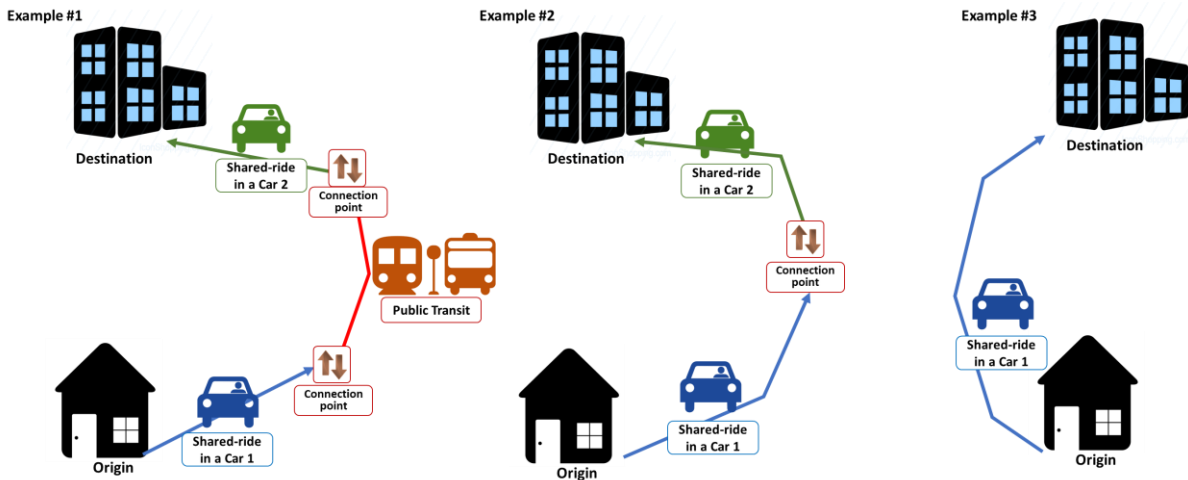 Example #1
Destination
Shared-ride
in a Car 2
Connection
point
Public Transit
Connection
point
Shared-ride
in a Car 1
Origin
Example #2
Destination
Shared-ride
in a Car 2
Connection
point
Shared-ride
in a Car 1
Origin
Example #3
Destination
Shared-ride
in a Car 1
Origin